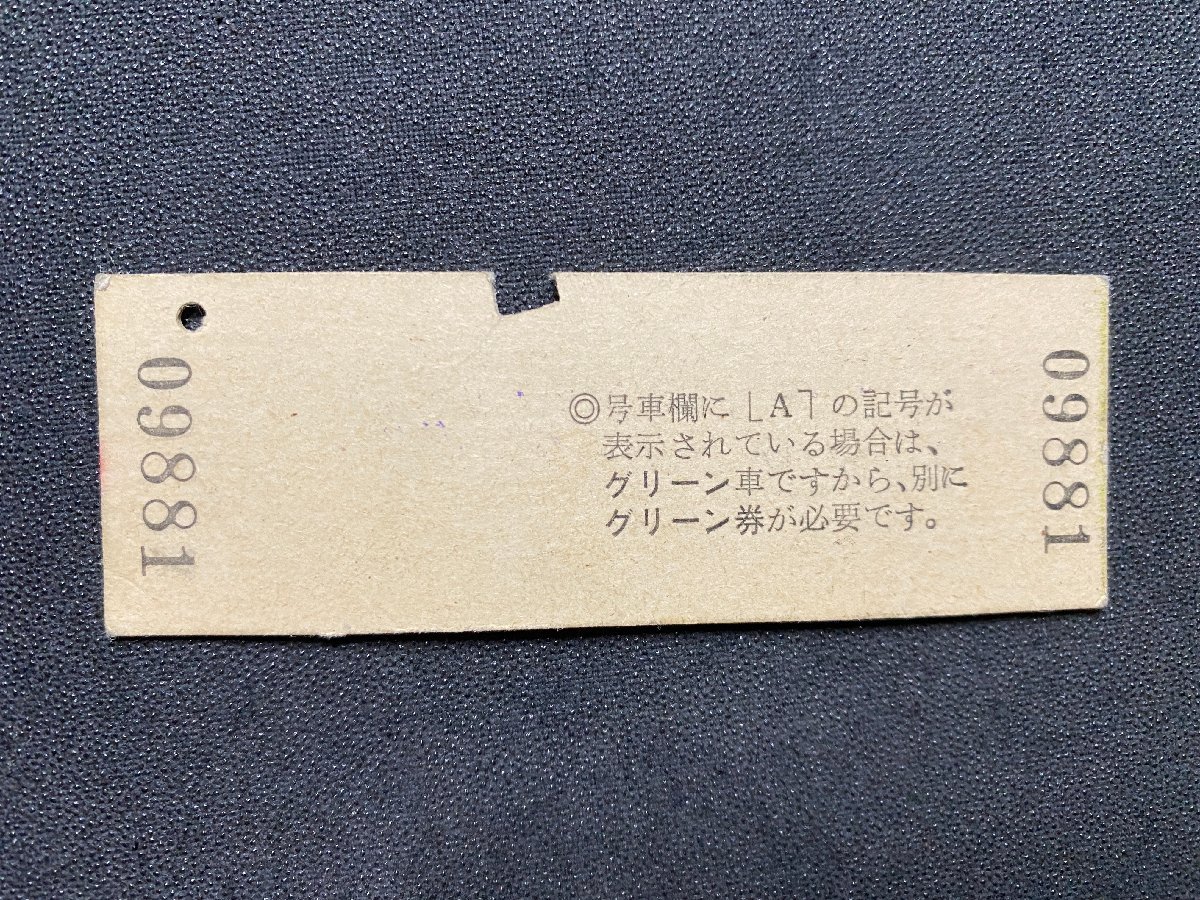 09881
◎号車欄に「A」の記号が
表示されている場合は、
グリーン車ですから、別に
グリーン券が必要です。
09881